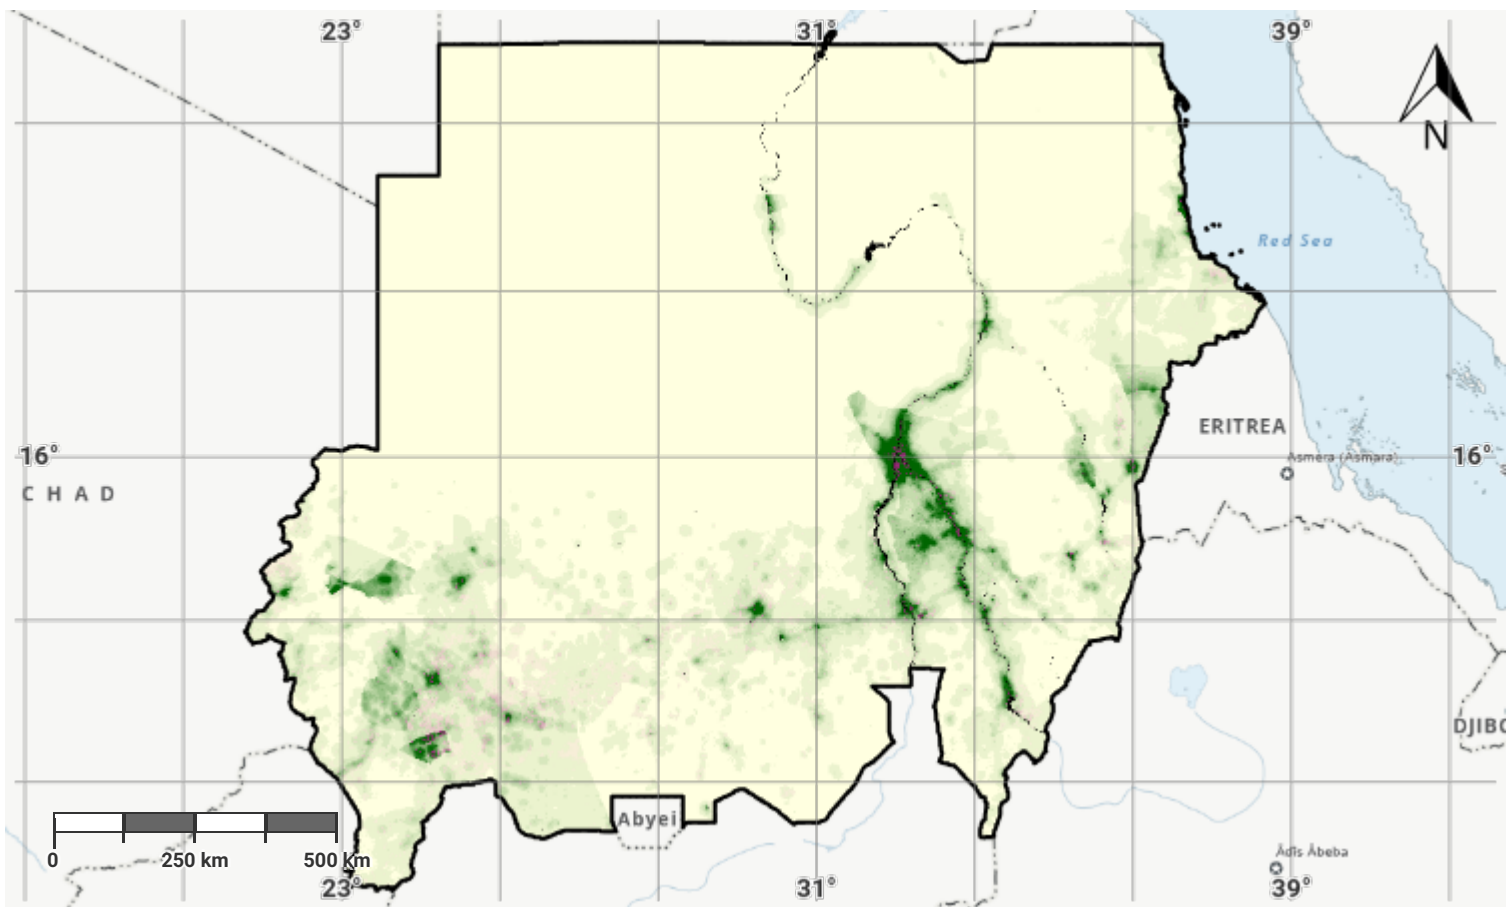 23° 31° 39°
N
Red Sea
ERITREA
16° 16°
Asmera (Asmara)
CHAD
DJIBO
Abyei
0 250 km 500 km
Ādīs Ābeba
23° 31° 39°